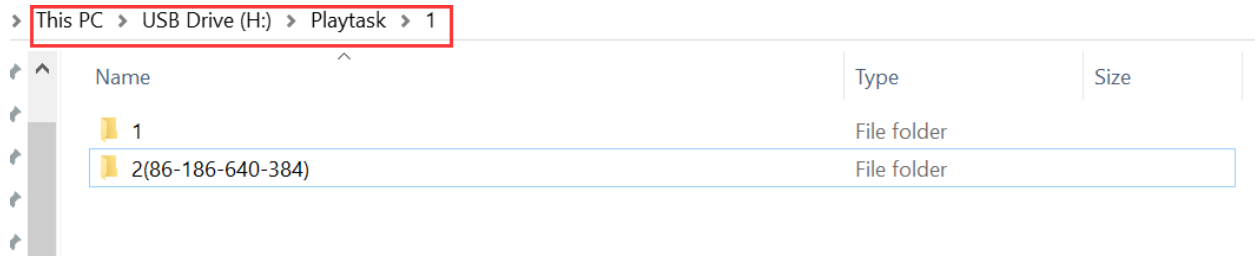 This PC > USB Drive (H:) > Playtask > 1
Name Type Size
1 File folder
2(86-186-640-384) File folder